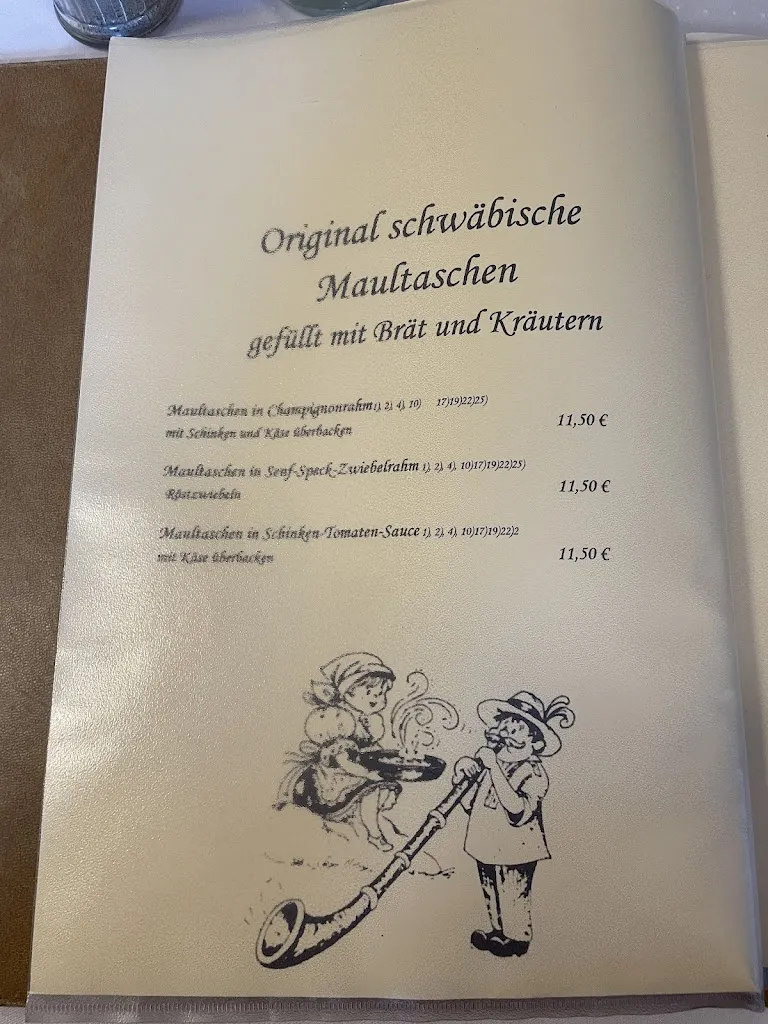 Original schwäbische
Maultaschen
gefüllt mit Brät und Kräutern
Maultaschen in Champignonrahm 1), 2), 4), 10) 17)19)22)25)
mit Schinken und Käse überbacken
11,50 €
Maultaschen in Senf-Speck-Zwiebelrahm 1), 2), 4), 10)17)19)22)25)
Röstzwiebeln
11,50 €
Maultaschen in Schinken-Tomaten-Sauce 1), 2), 4), 10)17)19)22)2
mit Käse überbacken
11,50 €